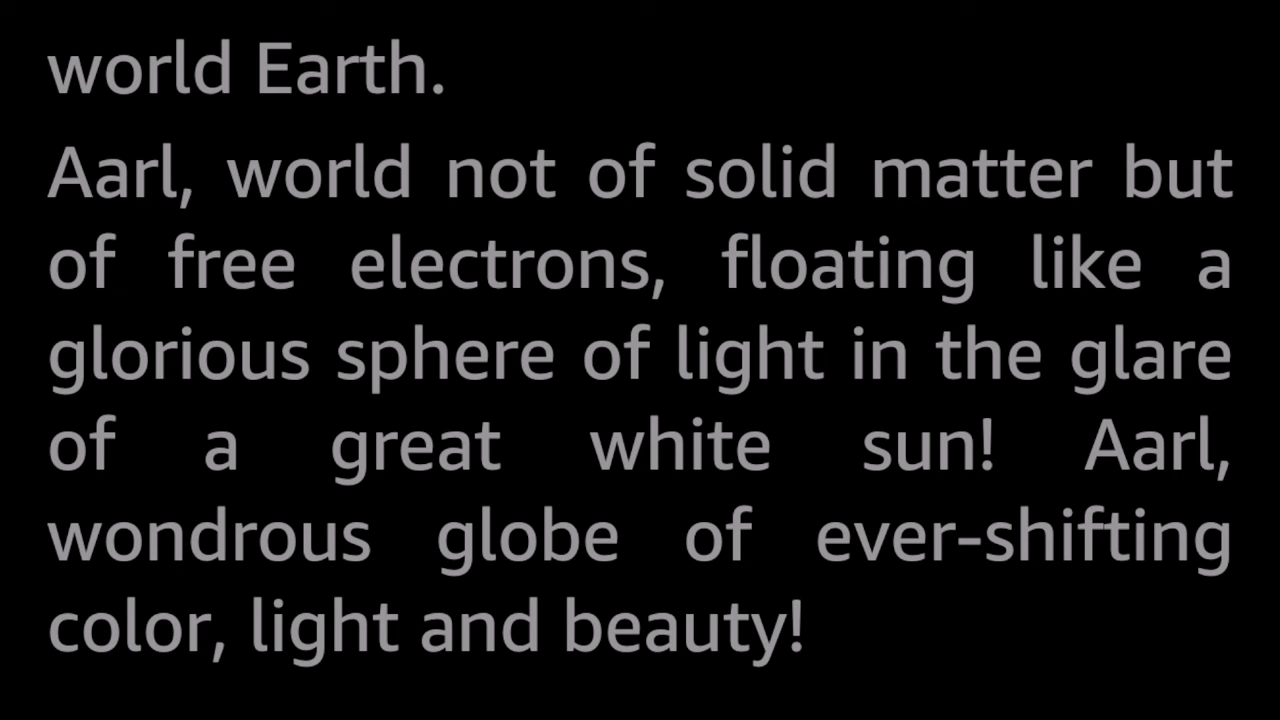 world Earth.
Aarl, world not of solid matter but
of free electrons, floating like a
glorious sphere of light in the glare
of a great white sun! Aarl,
wondrous globe of ever-shifting
color, light and beauty!